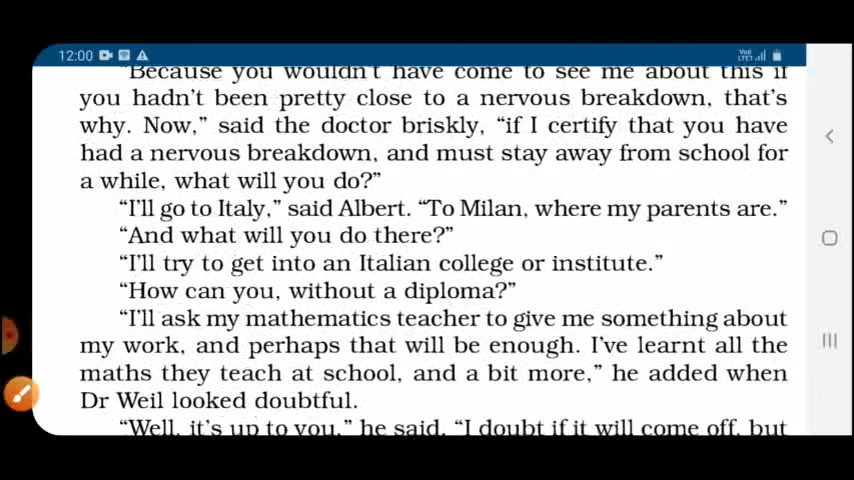 12:00
VoD LTE1
"Because you wouldn't have come to see me about this if
you hadn't been pretty close to a nervous breakdown, that's
why. Now," said the doctor briskly, "if I certify that you have
had a nervous breakdown, and must stay away from school for
a while, what will you do?"
"I'll go to Italy," said Albert. "To Milan, where my parents are."
"And what will you do there?"
"I'll try to get into an Italian college or institute."
"How can you, without a diploma?"
"I'll ask my mathematics teacher to give me something about
my work, and perhaps that will be enough. I've learnt all the
maths they teach at school, and a bit more," he added when
Dr Weil looked doubtful.
"Well, it's up to you," he said. "I doubt if it will come off, but